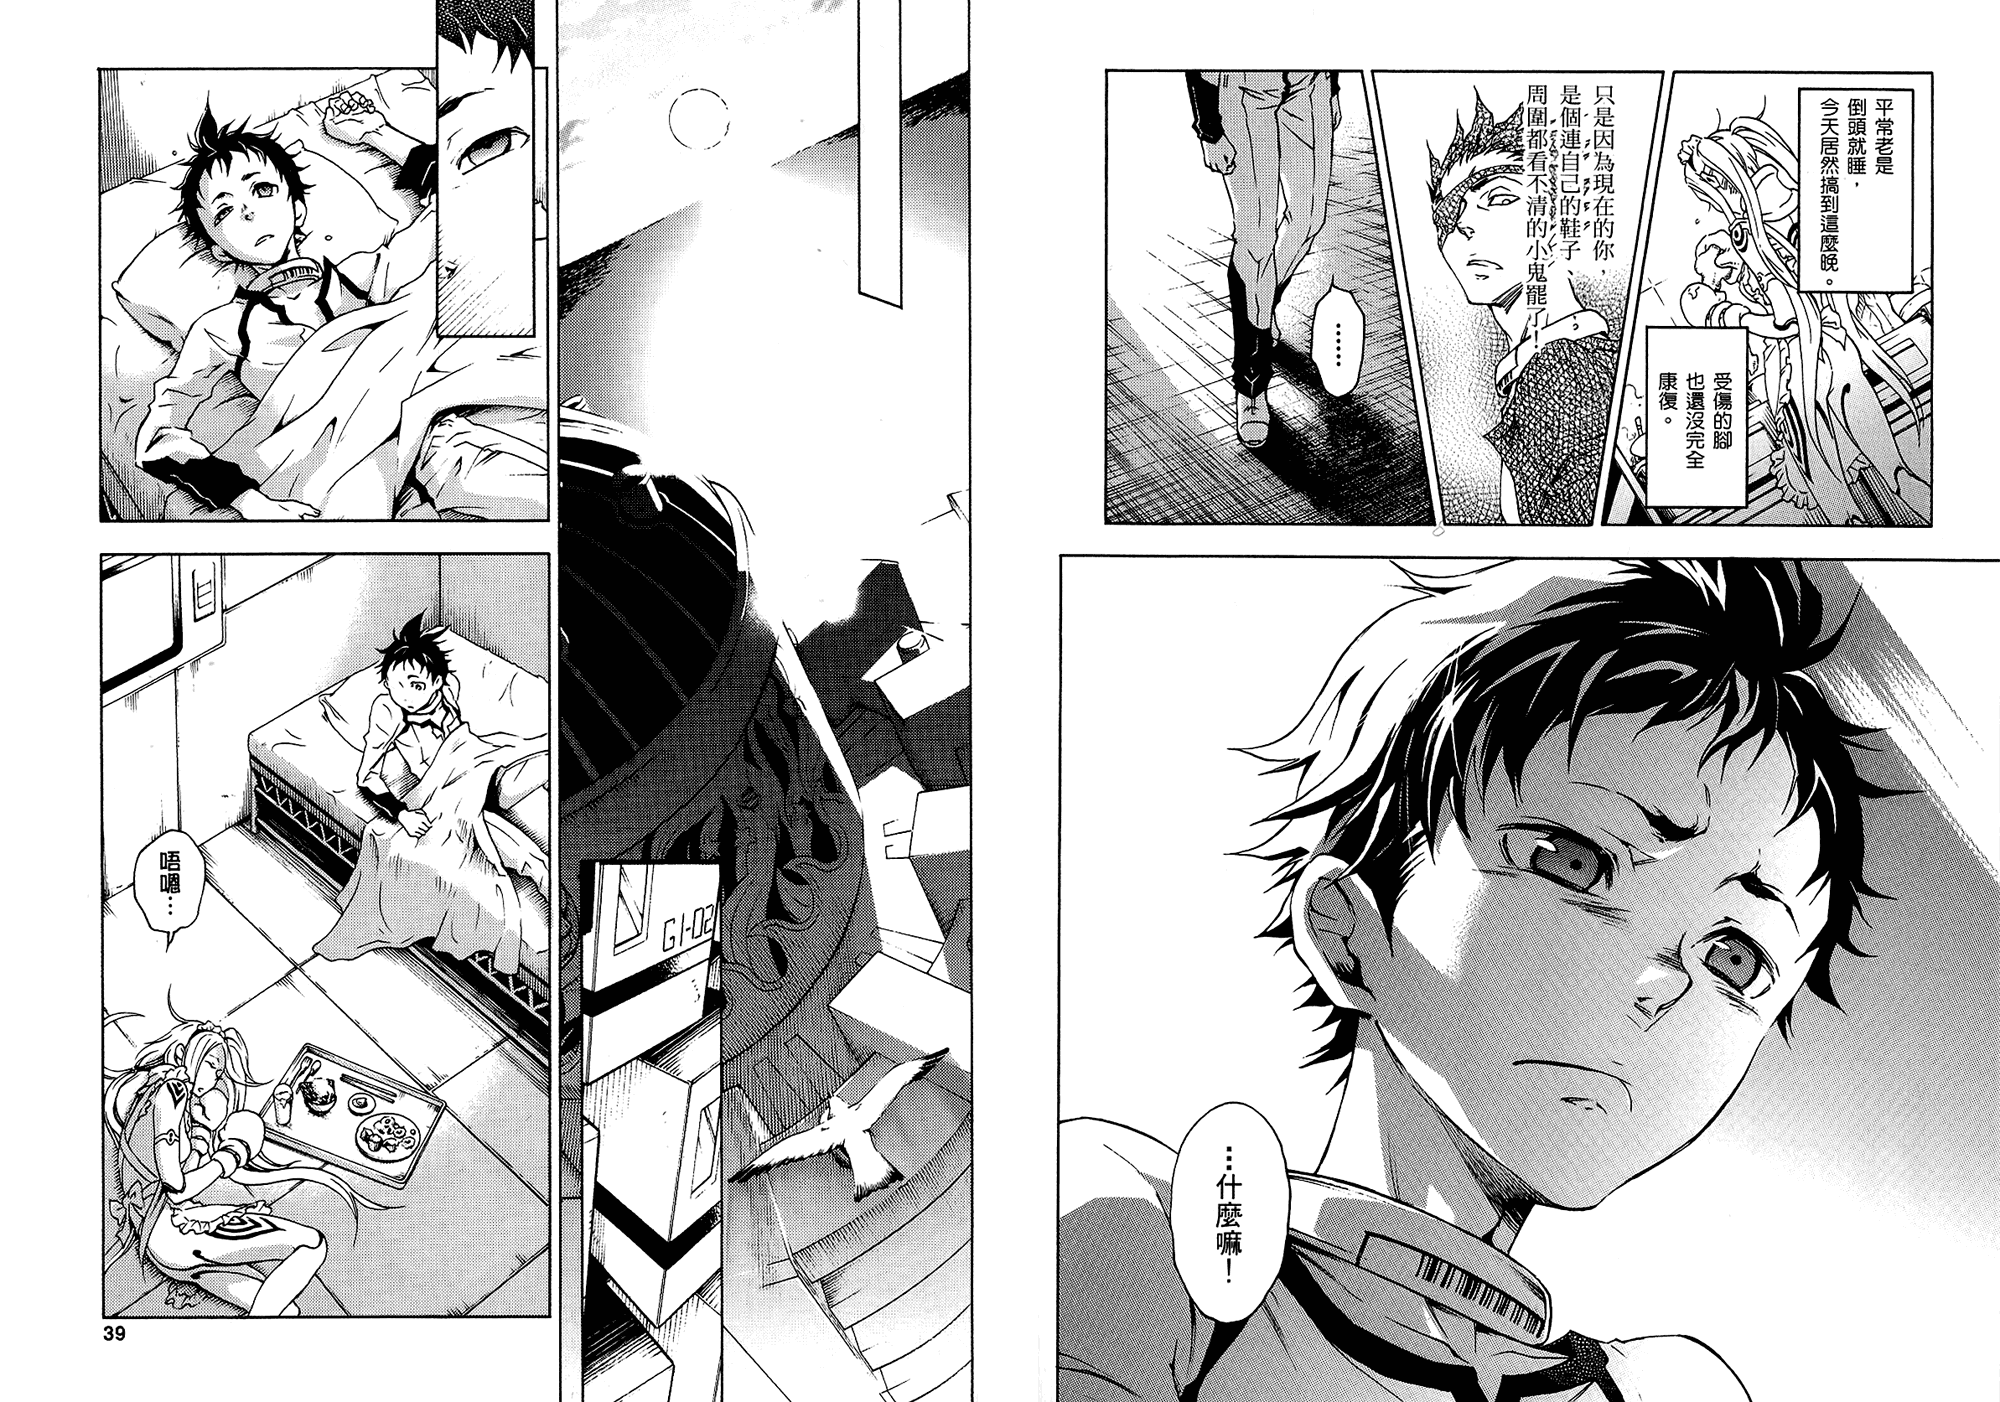 平常老是
倒頭就睡，
今天居然搞到這麼晚。
受傷的腳
也還沒完全
康復。
只是因為現在的你，
是個連自己的鞋子、
周圍都看不清的小鬼罷了！
……
…什麼嘛！
G1-02
唔嗯…
39